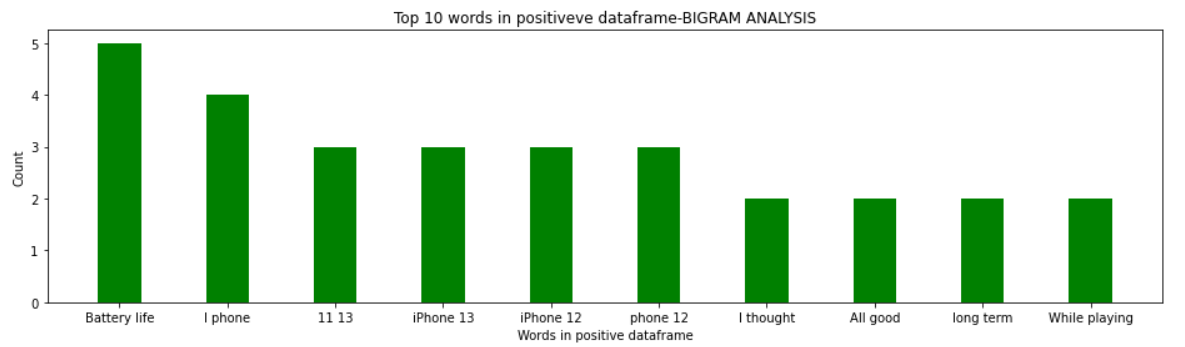 Top 10 words in positiveve dataframe-BIGRAM ANALYSIS
5
4
3
2
1
0
Count
Battery life I phone 11 13 iPhone 13 iPhone 12 phone 12 I thought All good long term While playing
Words in positive dataframe